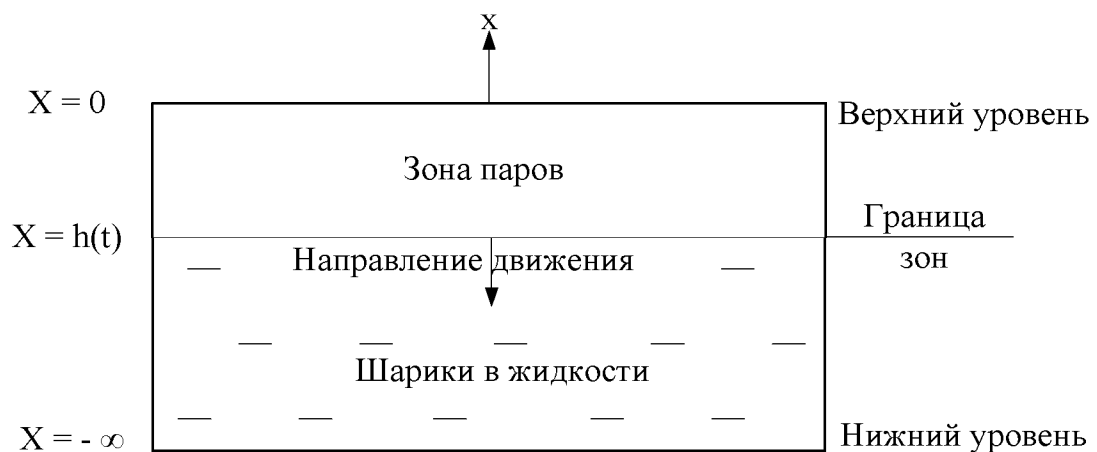 x
X = 0
Верхний уровень
Зона паров
Граница
X = h(t)
зон
Направление движения
Шарики в жидкости
X = - ∞
Нижний уровень